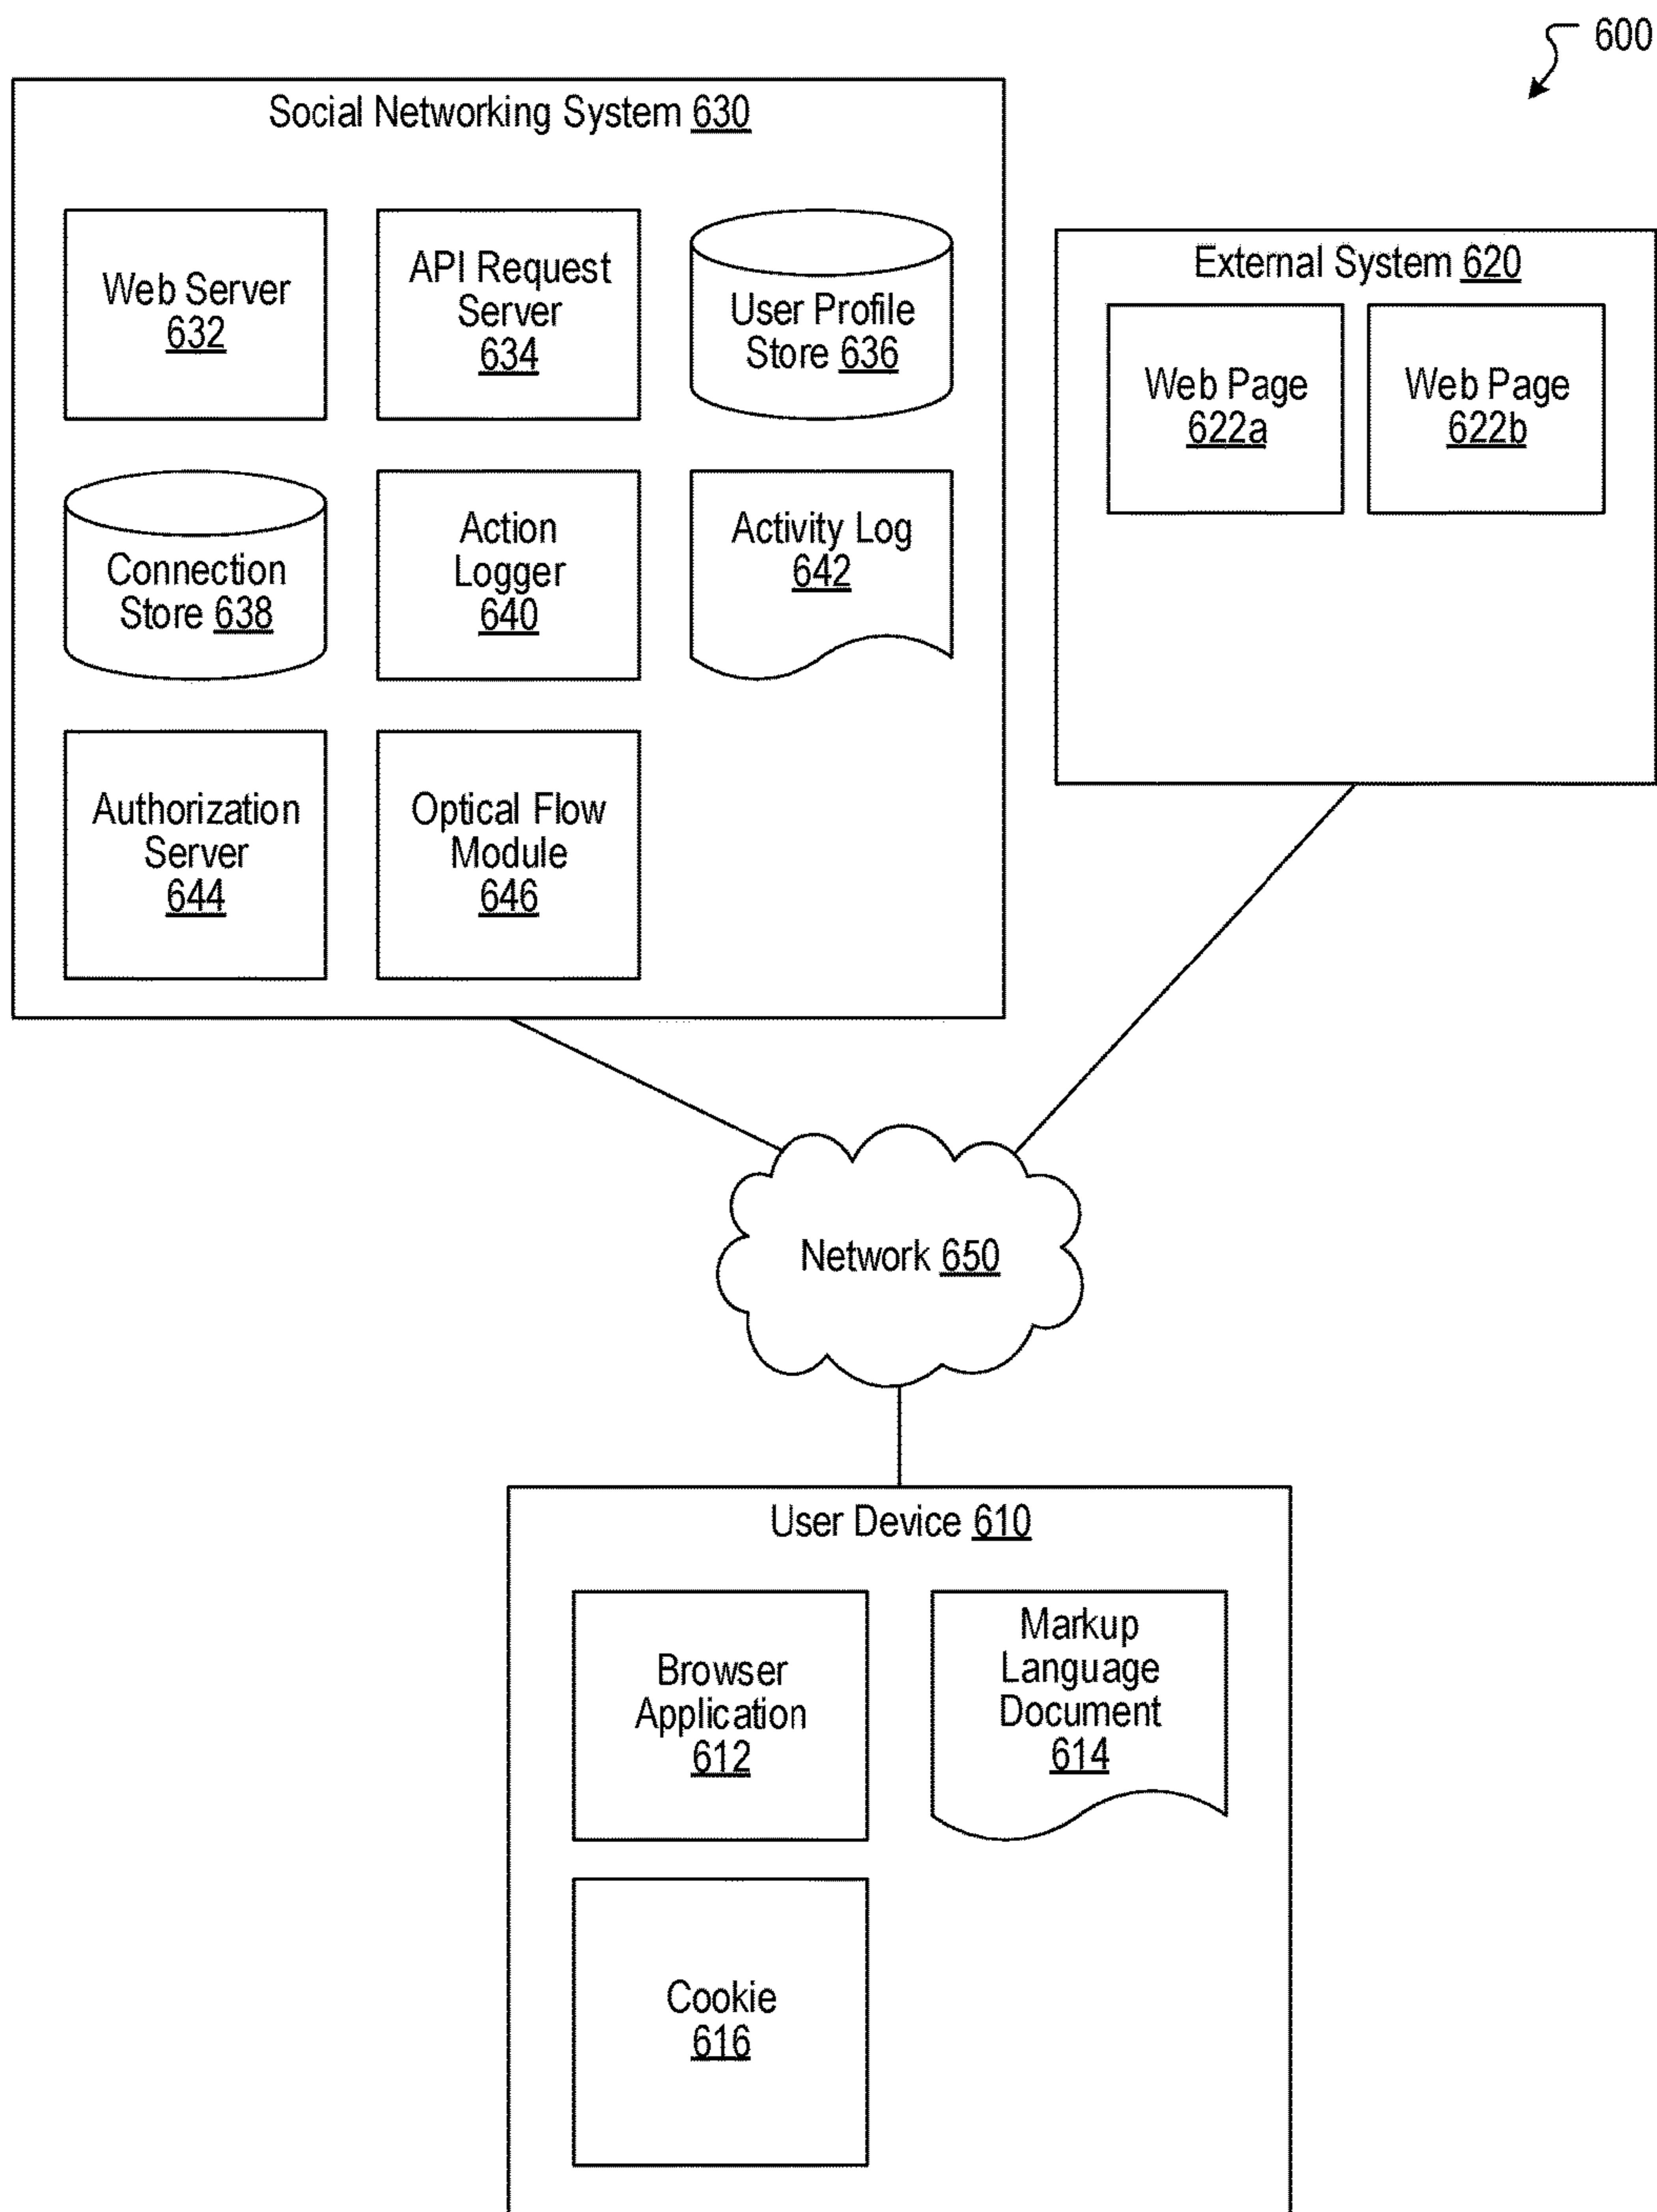 600
Social Networking System 630
Web Server
632
API Request
Server
634
User Profile
Store 636
Connection
Store 638
Action
Logger
640
Activity Log
642
Authorization
Server
644
Optical Flow
Module
646
External System 620
Web Page
622a
Web Page
622b
Network 650
User Device 610
Browser
Application
612
Markup
Language
Document
614
Cookie
616